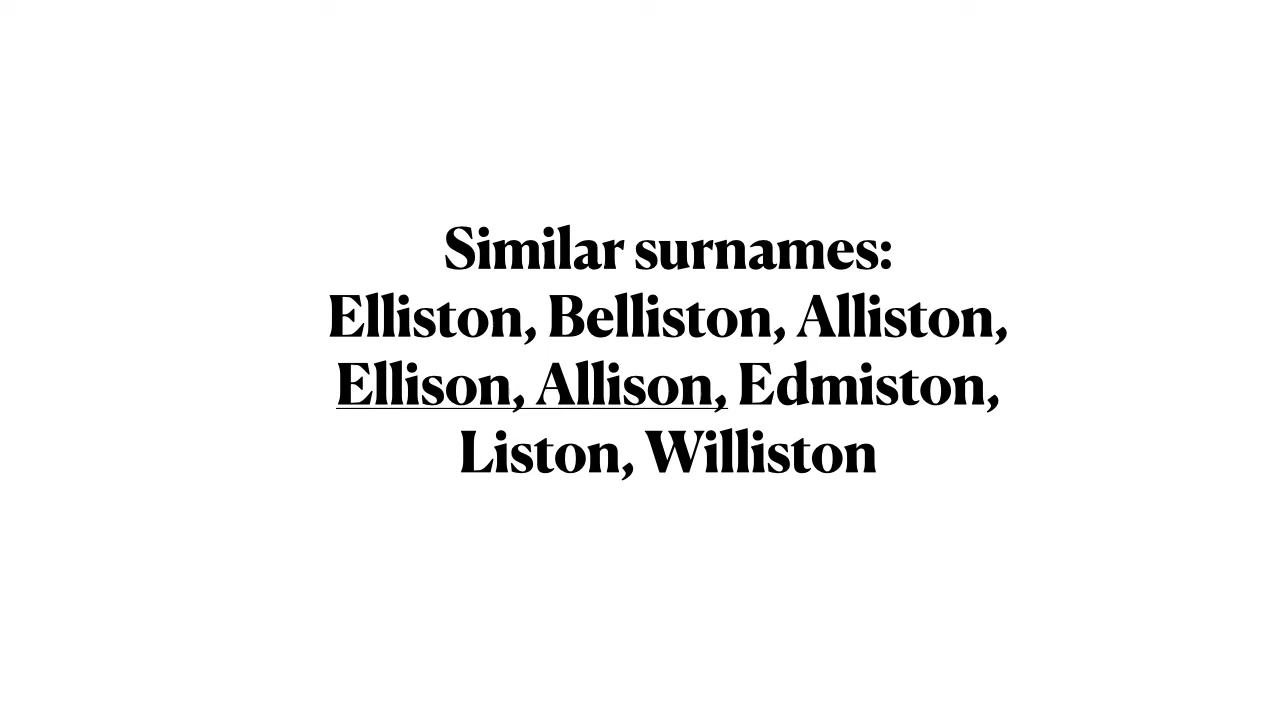 Similar surnames:
Elliston, Belliston, Alliston,
Ellison, Allison, Edmiston,
Liston, Williston